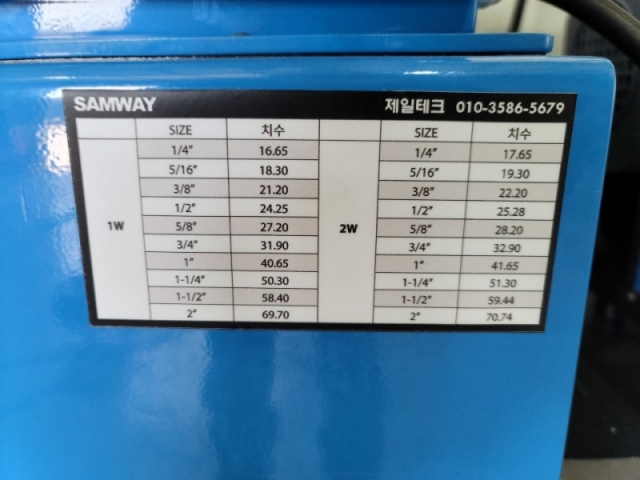 SAMWAY 제일테크 010-3586-5679
SIZE 치수 SIZE 치수
1/4" 16.65 1/4" 17.65
5/16" 18.30 5/16" 19.30
3/8" 21.20 3/8" 22.20
1/2" 24.25 1/2" 25.28
1W 5/8" 27.20 2W 5/8" 28.20
3/4" 31.90 3/4" 32.90
1" 40.65 1" 41.65
1-1/4" 50.30 1-1/4" 51.30
1-1/2" 58.40 1-1/2" 59.44
2" 69.70 2" 70.74